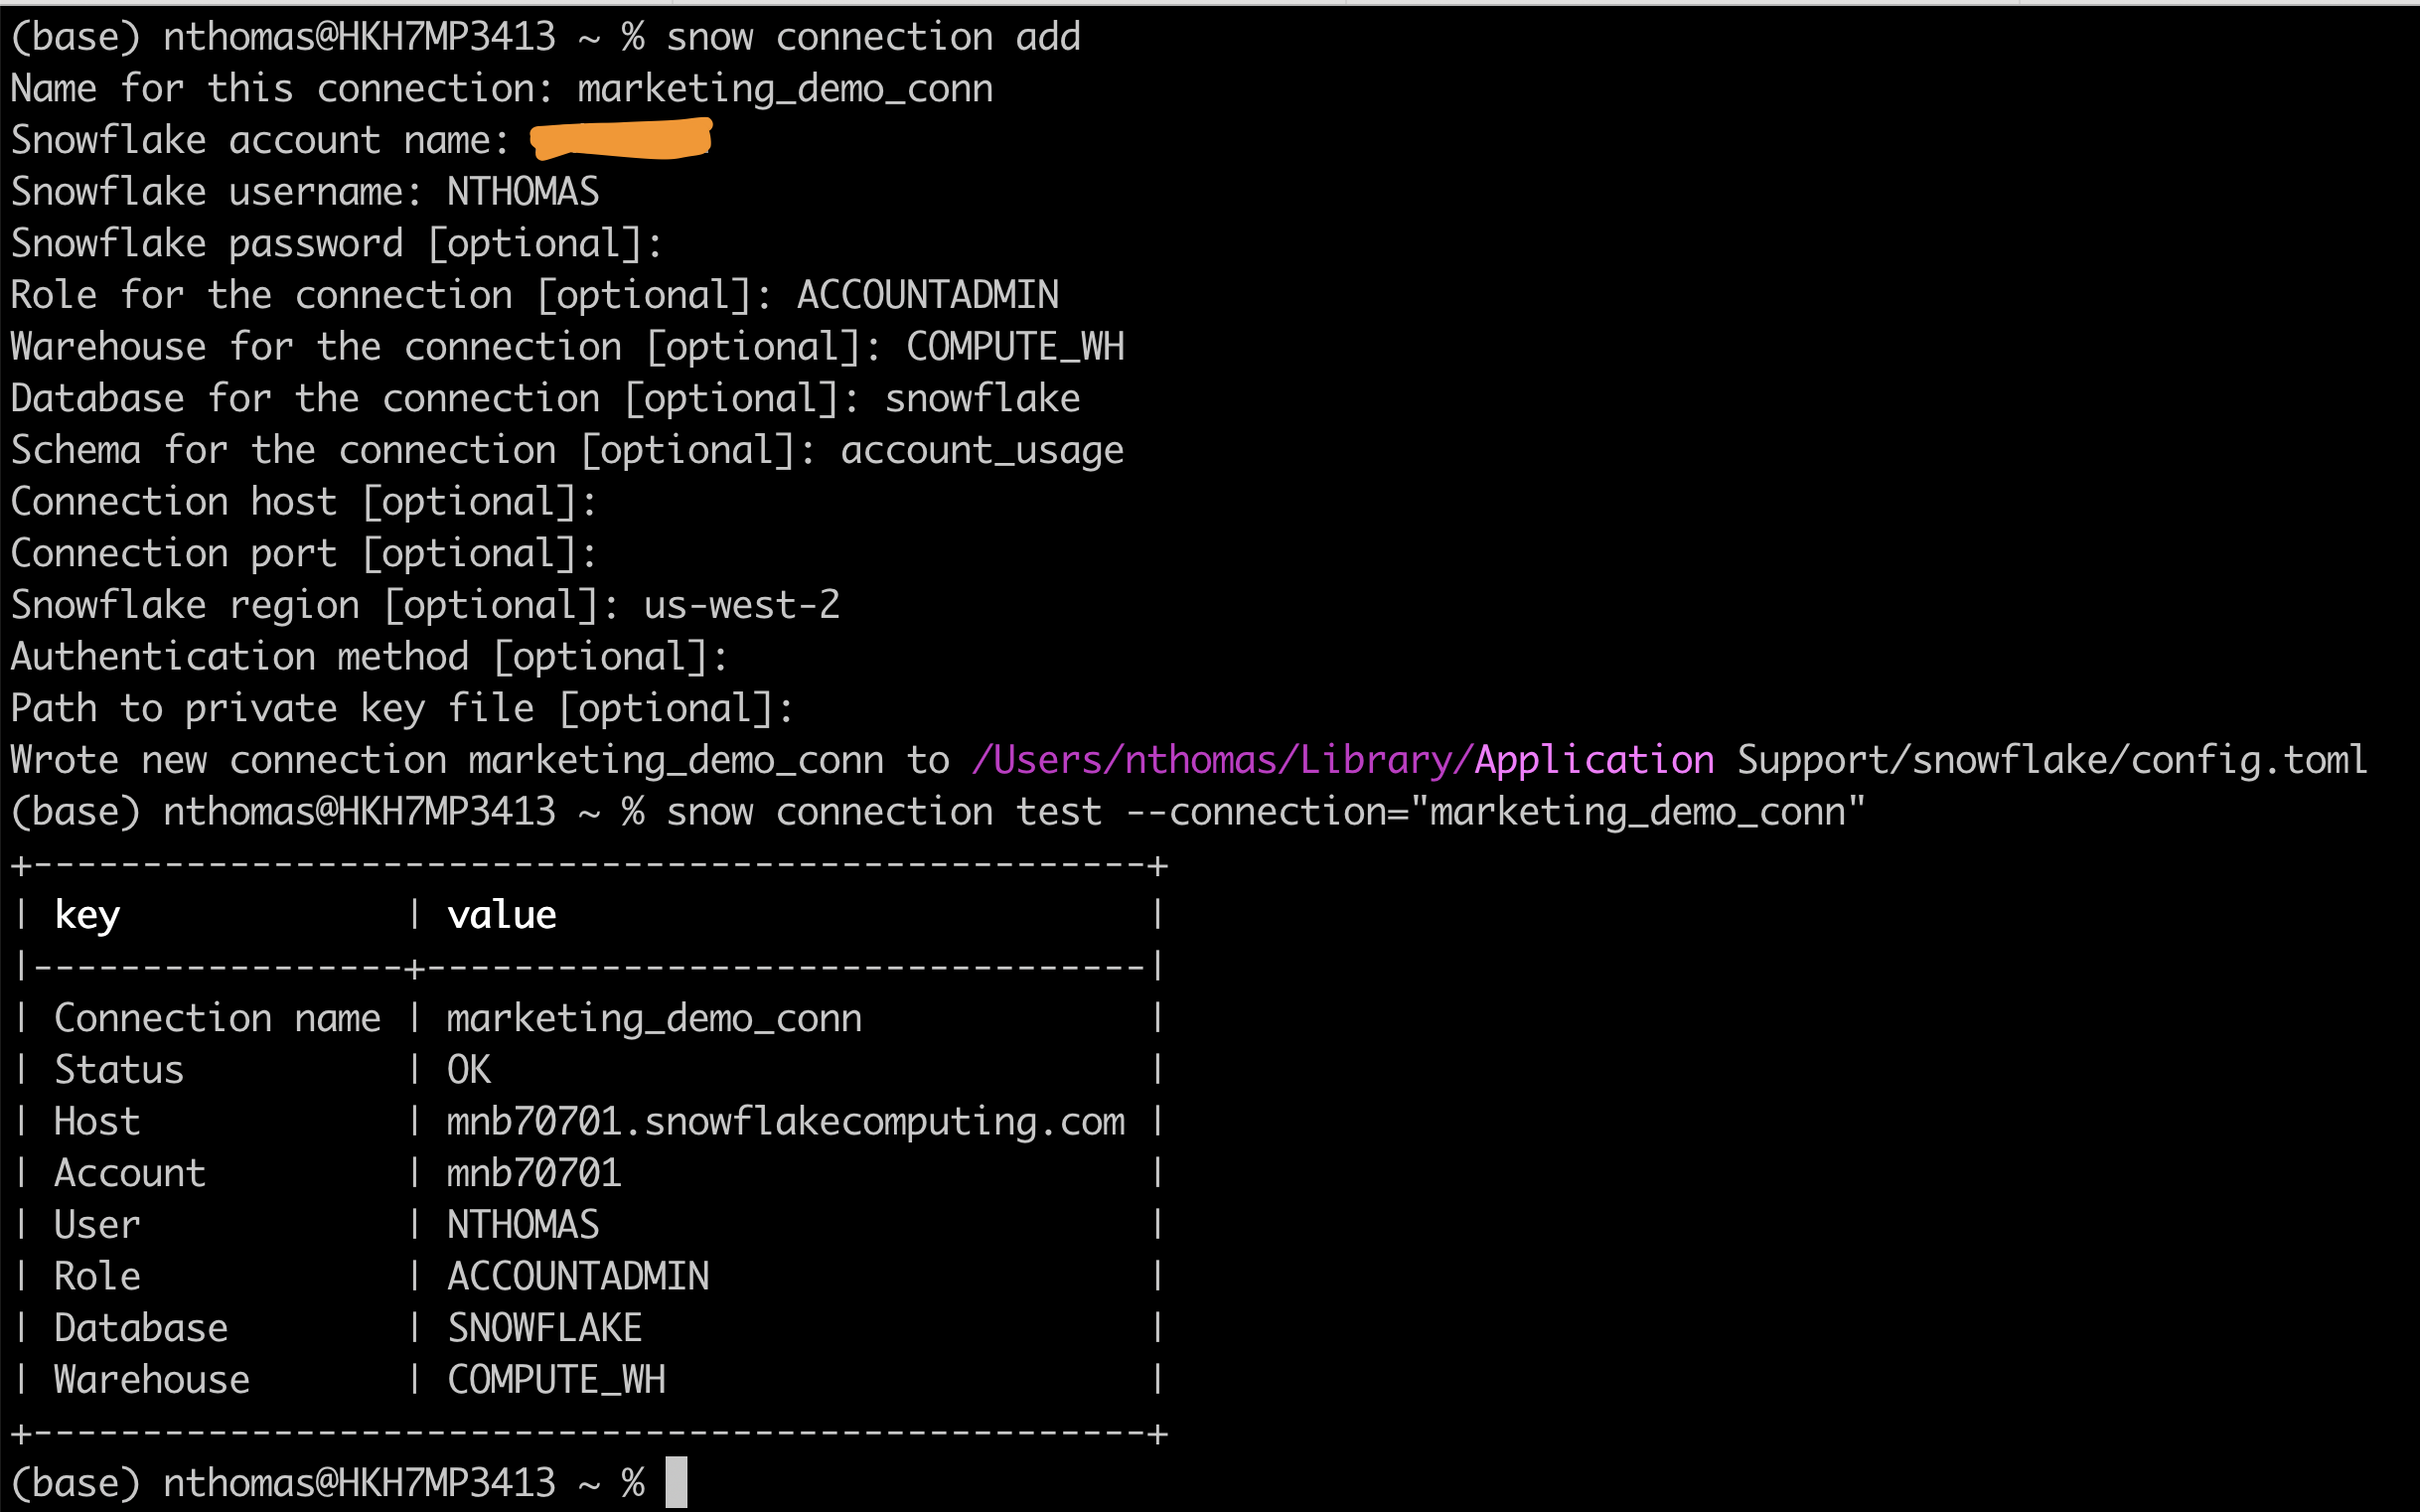 (base) nthomas@HKH7MP3413 ~ % snow connection add
Name for this connection: marketing_demo_conn
Snowflake account name:
Snowflake username: NTHOMAS
Snowflake password [optional]:
Role for the connection [optional]: ACCOUNTADMIN
Warehouse for the connection [optional]: COMPUTE_WH
Database for the connection [optional]: snowflake
Schema for the connection [optional]: account_usage
Connection host [optional]:
Connection port [optional]:
Snowflake region [optional]: us-west-2
Authentication method [optional]:
Path to private key file [optional]:
Wrote new connection marketing_demo_conn to /Users/nthomas/Library/Application Support/snowflake/config.toml
(base) nthomas@HKH7MP3413 ~ % snow connection test --connection="marketing_demo_conn"
+---------------------------------------------------+
| key             | value                           |
|-----------------+---------------------------------|
| Connection name | marketing_demo_conn             |
| Status          | OK                              |
| Host            | mnb70701.snowflakecomputing.com |
| Account         | mnb70701                        |
| User            | NTHOMAS                         |
| Role            | ACCOUNTADMIN                    |
| Database        | SNOWFLAKE                       |
| Warehouse       | COMPUTE_WH                      |
+---------------------------------------------------+
(base) nthomas@HKH7MP3413 ~ %